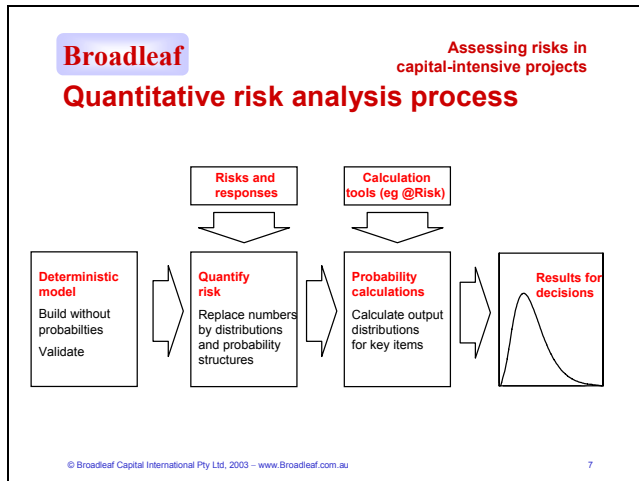 Broadleaf
Assessing risks in
capital-intensive projects
Quantitative risk analysis process
Risks and
responses
Calculation
tools (eg @Risk)
Deterministic
model
Build without
probabilties
Validate
Quantify
risk
Replace numbers
by distributions
and probability
structures
Probability
calculations
Calculate output
distributions
for key items
Results for
decisions
© Broadleaf Capital International Pty Ltd, 2003 – www.Broadleaf.com.au
7